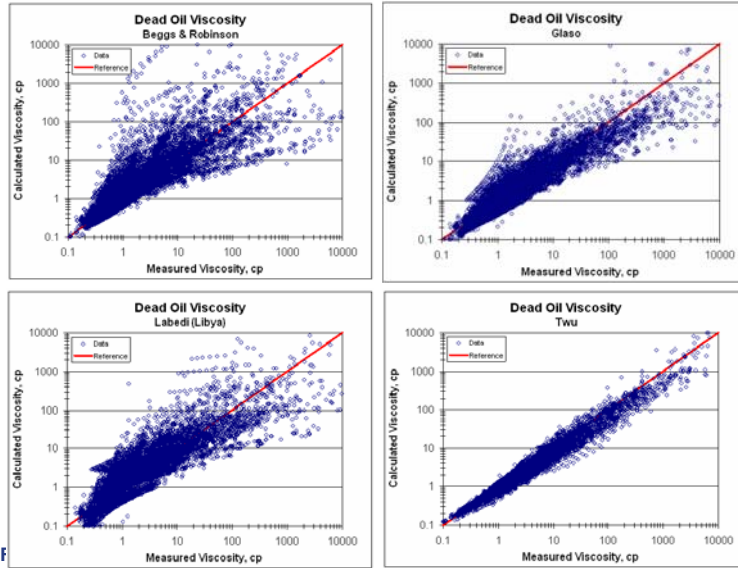 Dead Oil Viscosity
Beggs & Robinson
10000
1000
100
10
1
0.1
Data
Reference
Calculated Viscosity, cp
0.1 1 10 100 1000 10000
Measured Viscosity, cp
Dead Oil Viscosity
Glaso
10000
1000
100
10
1
0.1
Data
Reference
Calculated Viscosity, cp
0.1 1 10 100 1000 10000
Measured Viscosity, cp
Dead Oil Viscosity
Labedi (Libya)
10000
1000
100
10
1
0.1
Data
Reference
Calculated Viscosity, cp
0.1 1 10 100 1000 10000
Measured Viscosity, cp
Dead Oil Viscosity
Twu
10000
1000
100
10
1
0.1
Data
Reference
Calculated Viscosity, cp
0.1 1 10 100 1000 10000
Measured Viscosity, cp